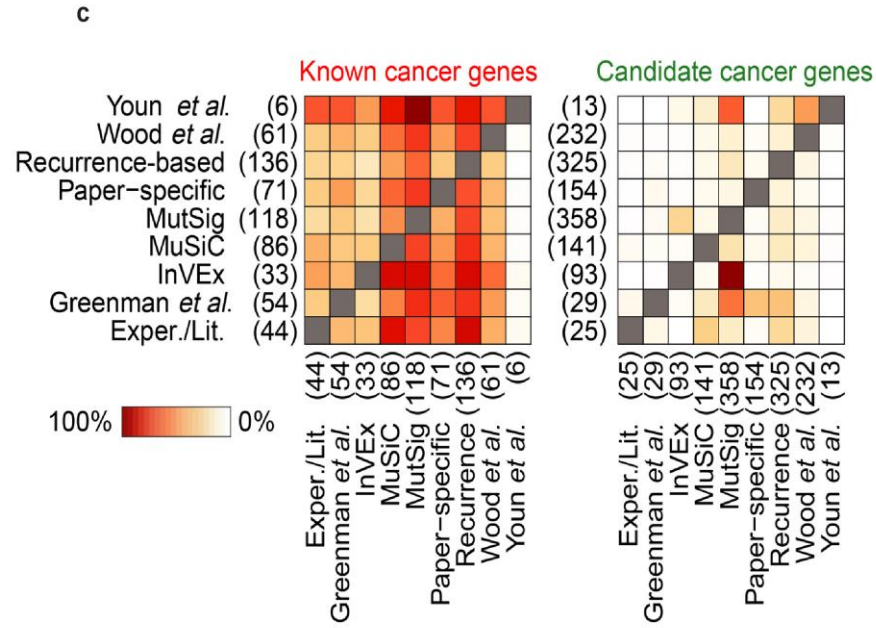 c
Known cancer genes
Candidate cancer genes
Youn et al. (6) (13)
Wood et al. (61) (232)
Recurrence-based (136) (325)
Paper-specific (71) (154)
MutSig (118) (358)
MuSiC (86) (141)
InVEx (33) (93)
Greenman et al. (54) (29)
Exper./Lit. (44) (25)
100% 0%
Exper./Lit. (44)
Greenman et al. (54)
InVEx (33)
MuSiC (86)
MutSig (118)
Paper-specific (71)
Recurrence (136)
Wood et al. (61)
Youn et al. (6)
Exper./Lit. (25)
Greenman et al. (29)
InVEx (93)
MuSiC (141)
MutSig (358)
Paper-specific (154)
Recurrence (325)
Wood et al. (232)
Youn et al. (13)